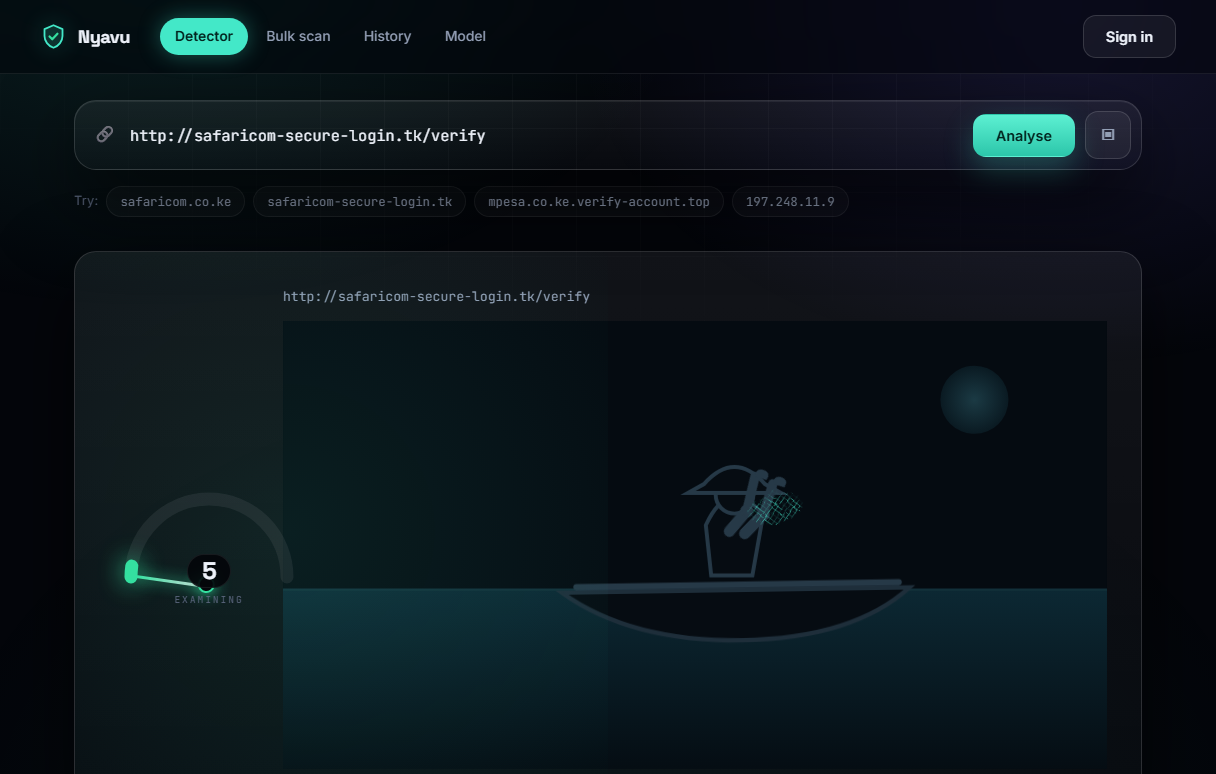 Nyavu Detector Bulk scan History Model Sign in
http://safaricom-secure-login.tk/verify Analyse
Try: safaricom.co.ke safaricom-secure-login.tk mpesa.co.ke.verify-account.top 197.248.11.9
http://safaricom-secure-login.tk/verify
5
EXAMINING